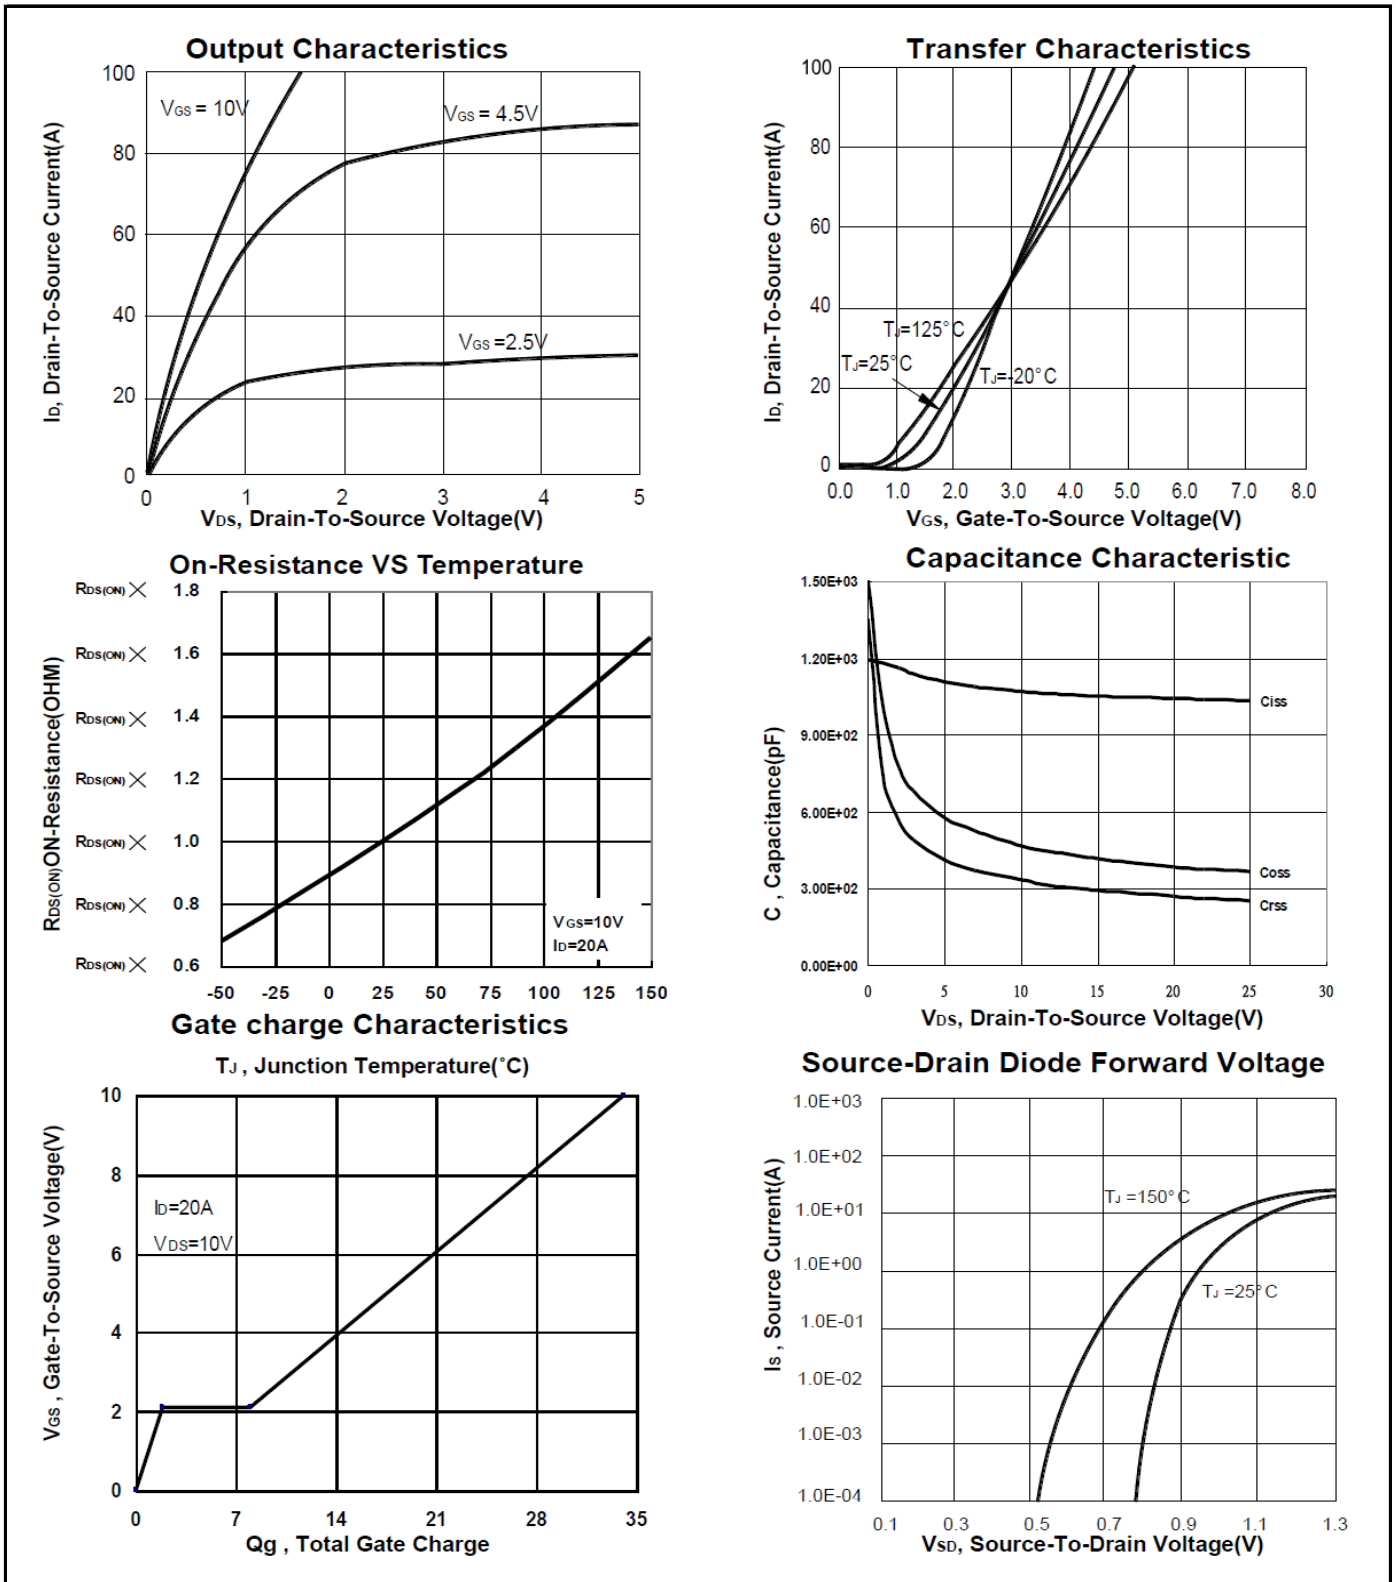 Output Characteristics
ID, Drain-To-Source Current(A)
100
80
60
40
20
0
VGS = 10V
VGS = 4.5V
VGS =2.5V
0 1 2 3 4 5
VDS, Drain-To-Source Voltage(V)
Transfer Characteristics
ID, Drain-To-Source Current(A)
100
80
60
40
20
0
TJ=125°C
TJ=25°C
TJ=-20°C
0.0 1.0 2.0 3.0 4.0 5.0 6.0 7.0 8.0
VGS, Gate-To-Source Voltage(V)
On-Resistance VS Temperature
RDS(ON)ON-Resistance(OHM)
RDS(ON) × 1.8
RDS(ON) × 1.6
RDS(ON) × 1.4
RDS(ON) × 1.2
RDS(ON) × 1.0
RDS(ON) × 0.8
RDS(ON) × 0.6
VGS=10V
ID=20A
-50 -25 0 25 50 75 100 125 150
TJ , Junction Temperature(˚C)
Capacitance Characteristic
C , Capacitance(pF)
1.50E+03
1.20E+03
9.00E+02
6.00E+02
3.00E+02
0.00E+00
Ciss
Coss
Crss
0 5 10 15 20 25 30
VDS, Drain-To-Source Voltage(V)
Gate charge Characteristics
VGS , Gate-To-Source Voltage(V)
10
8
6
4
2
0
ID=20A
VDS=10V
0 7 14 21 28 35
Qg , Total Gate Charge
Source-Drain Diode Forward Voltage
IS , Source Current(A)
1.0E+03
1.0E+02
1.0E+01
1.0E+00
1.0E-01
1.0E-02
1.0E-03
1.0E-04
TJ =150°C
TJ =25°C
0.1 0.3 0.5 0.7 0.9 1.1 1.3
VSD, Source-To-Drain Voltage(V)